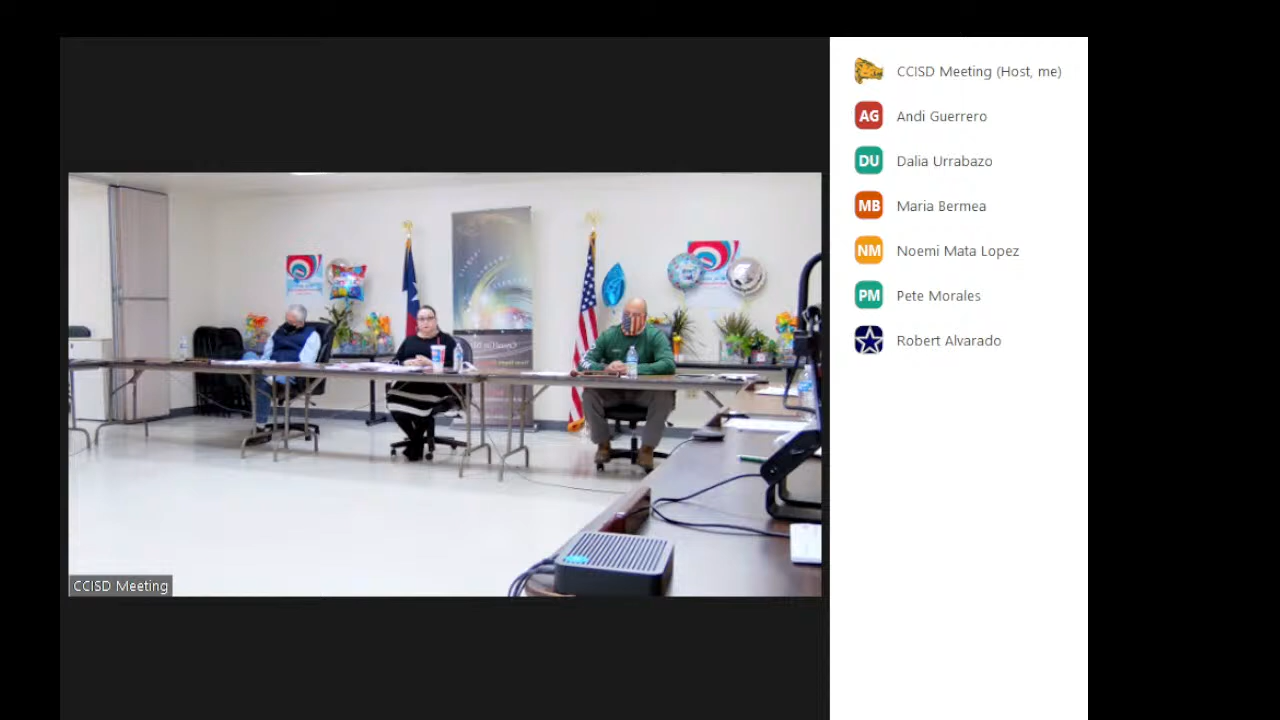 CCISD Meeting (Host, me)
AG Andi Guerrero
DU Dalia Urrabazo
MB Maria Bermea
NM Noemi Mata Lopez
PM Pete Morales
Robert Alvarado
CCISD Meeting